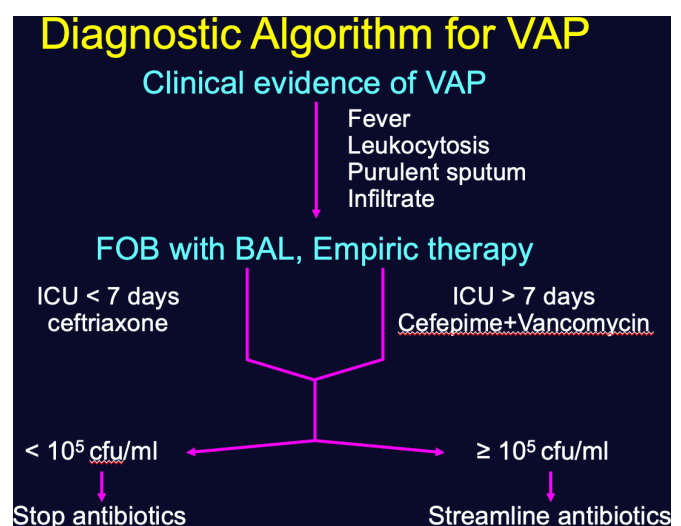 Diagnostic Algorithm for VAP
Clinical evidence of VAP
Fever
Leukocytosis
Purulent sputum
Infiltrate
FOB with BAL, Empiric therapy
ICU < 7 days
ceftriaxone
ICU > 7 days
Cefepime+Vancomycin
< 10⁵ cfu/ml
≥ 10⁵ cfu/ml
Stop antibiotics
Streamline antibiotics